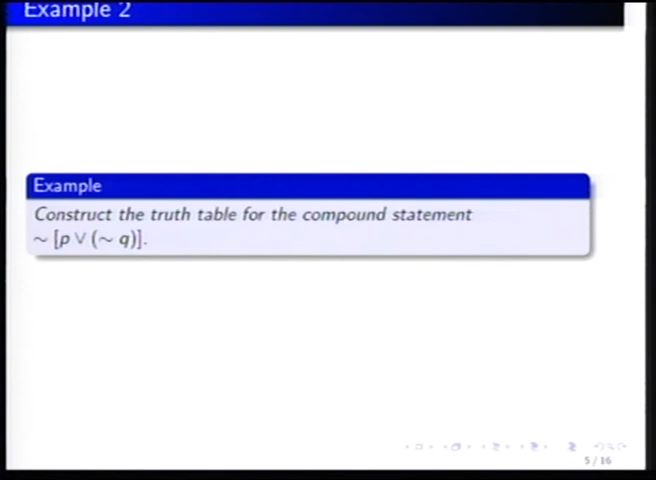 Example 2
Example
Construct the truth table for the compound statement
∼ [p ∨ (∼ q)].
5 / 16